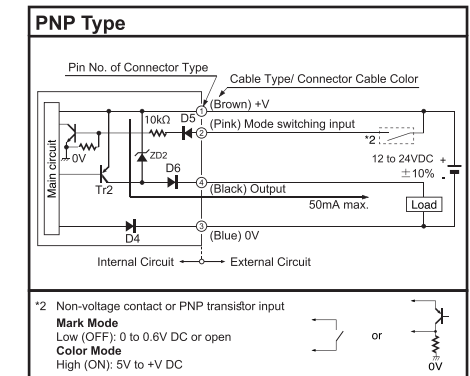 PNP Type
Pin No. of Connector Type
Cable Type/ Connector Cable Color
1
(Brown) +V
10kΩ
D5
2
(Pink) Mode switching input
*2
0V
ZD2
12 to 24VDC
±10%
+
-
D6
Main circuit
Tr2
4
(Black) Output
50mA max.
Load
3
D4
(Blue) 0V
Internal Circuit
External Circuit
*2 Non-voltage contact or PNP transistor input
Mark Mode
Low (OFF): 0 to 0.6V DC or open
Color Mode
High (ON): 5V to +V DC
or
0V